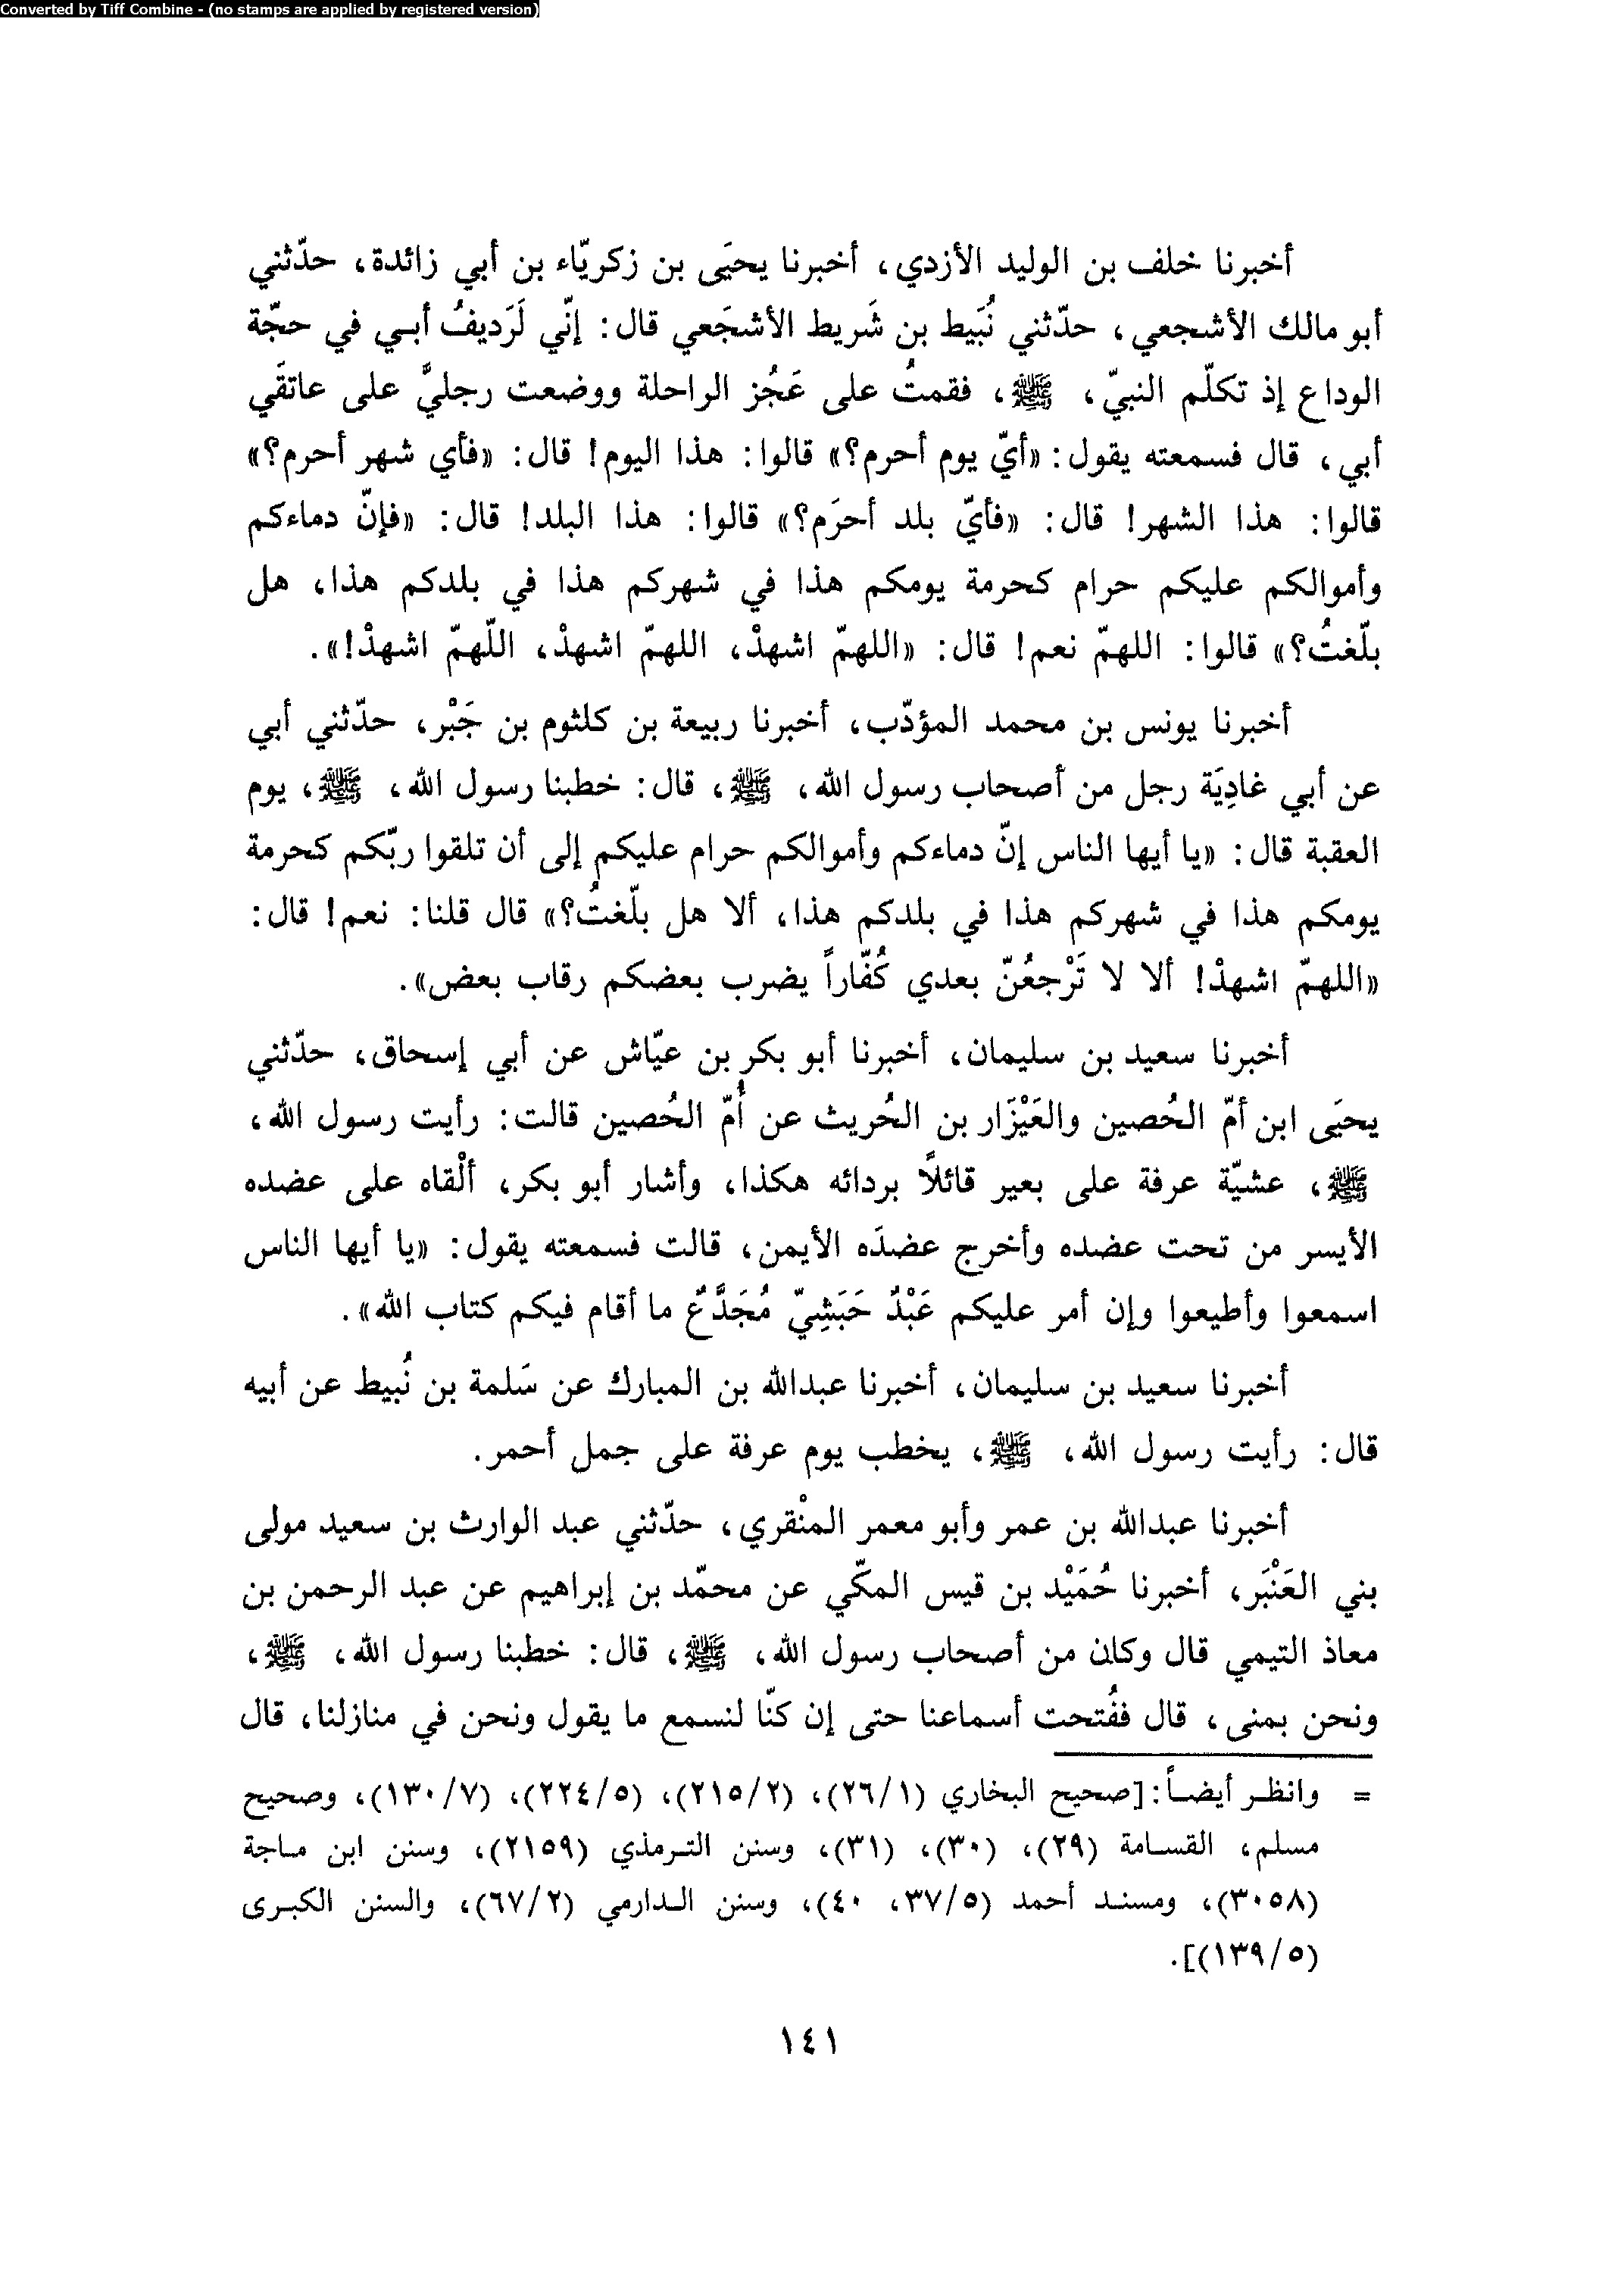 Converted by Tiff Combine - (no stamps are applied by registered version)
أخبرنا خلف بن الوليد الأزدي، أخبرنا يحيَى بن زكريّاء بن أبي زائدة، حدّثني
أبو مالك الأشجعي، حدّثني نُبَيط بن شَريط الأشجَعي قال: إنّي لَرَديفُ أبي في حجّة
الوداع إذ تكلّم النبيّ، ﷺ، فقمتُ على عَجُز الراحلة ووضعت رجليَّ على عاتقَي
أبي، قال فسمعته يقول: «أيّ يوم أحرم؟» قالوا: هذا اليوم! قال: «فأي شهر أحرم؟»
قالوا: هذا الشهر! قال: «فأيّ بلد أحرَم؟» قالوا: هذا البلد! قال: «فإنّ دماءكم
وأموالكم عليكم حرام كحرمة يومكم هذا في شهركم هذا في بلدكم هذا، هل
بلّغتُ؟» قالوا: اللهمّ نعم! قال: «اللهمّ اشهدْ، اللهمّ اشهدْ، اللّهمّ اشهدْ!».
أخبرنا يونس بن محمد المؤدّب، أخبرنا ربيعة بن كلثوم بن جَبْر، حدّثني أبي
عن أبي غادِيَة رجل من أصحاب رسول الله، ﷺ، قال: خطبنا رسول الله، ﷺ، يوم
العقبة قال: «يا أيها الناس إنّ دماءكم وأموالكم حرام عليكم إلى أن تلقوا ربّكم كحرمة
يومكم هذا في شهركم هذا في بلدكم هذا، ألا هل بلّغتُ؟» قال قلنا: نعم! قال:
«اللهمّ اشهدْ! ألا لا تَرْجعُنّ بعدي كُفّاراً يضرب بعضكم رقاب بعض».
أخبرنا سعيد بن سليمان، أخبرنا أبو بكر بن عيّاش عن أبي إسحاق، حدّثني
يحيَى ابن أمّ الحُصين والعَيْزَار بن الحُريث عن أُمّ الحُصين قالت: رأيت رسول الله،
ﷺ، عشيّة عرفة على بعير قائلاً بردائه هكذا، وأشار أبو بكر، ألْقاه على عضده
الأيسر من تحت عضده وأخرج عضدَه الأيمن، قالت فسمعته يقول: «يا أيها الناس
اسمعوا وأطيعوا وإن أمر عليكم عَبْدٌ حَبَشِيّ مُجَدَّعٌ ما أقام فيكم كتاب الله».
أخبرنا سعيد بن سليمان، أخبرنا عبدالله بن المبارك عن سَلمة بن نُبيط عن أبيه
قال: رأيت رسول الله، ﷺ، يخطب يوم عرفة على جمل أحمر.
أخبرنا عبدالله بن عمر وأبو معمر المنْقري، حدّثني عبد الوارث بن سعيد مولى
بني العَنْبَر، أخبرنا حُمَيْد بن قيس المكّي عن محمّد بن إبراهيم عن عبد الرحمن بن
معاذ التيمي قال وكان من أصحاب رسول الله، ﷺ، قال: خطبنا رسول الله، ﷺ،
ونحن بمنى، قال ففُتحت أسماعنا حتى إن كنّا لنسمع ما يقول ونحن في منازلنا، قال
= وانظر أيضاً: [صحيح البخاري (٢٦/١)، (٢١٥/٢)، (٢٢٤/٥)، (١٣٠/٧)، وصحيح
مسلم، القسامة (٢٩)، (٣٠)، (٣١)، وسنن الترمذي (٢١٥٩)، وسنن ابن ماجة
(٣٠٥٨)، ومسند أحمد (٣٧/٥، ٤٠)، وسنن الدارمي (٦٧/٢)، والسنن الكبرى
(١٣٩/٥)].
١٤١